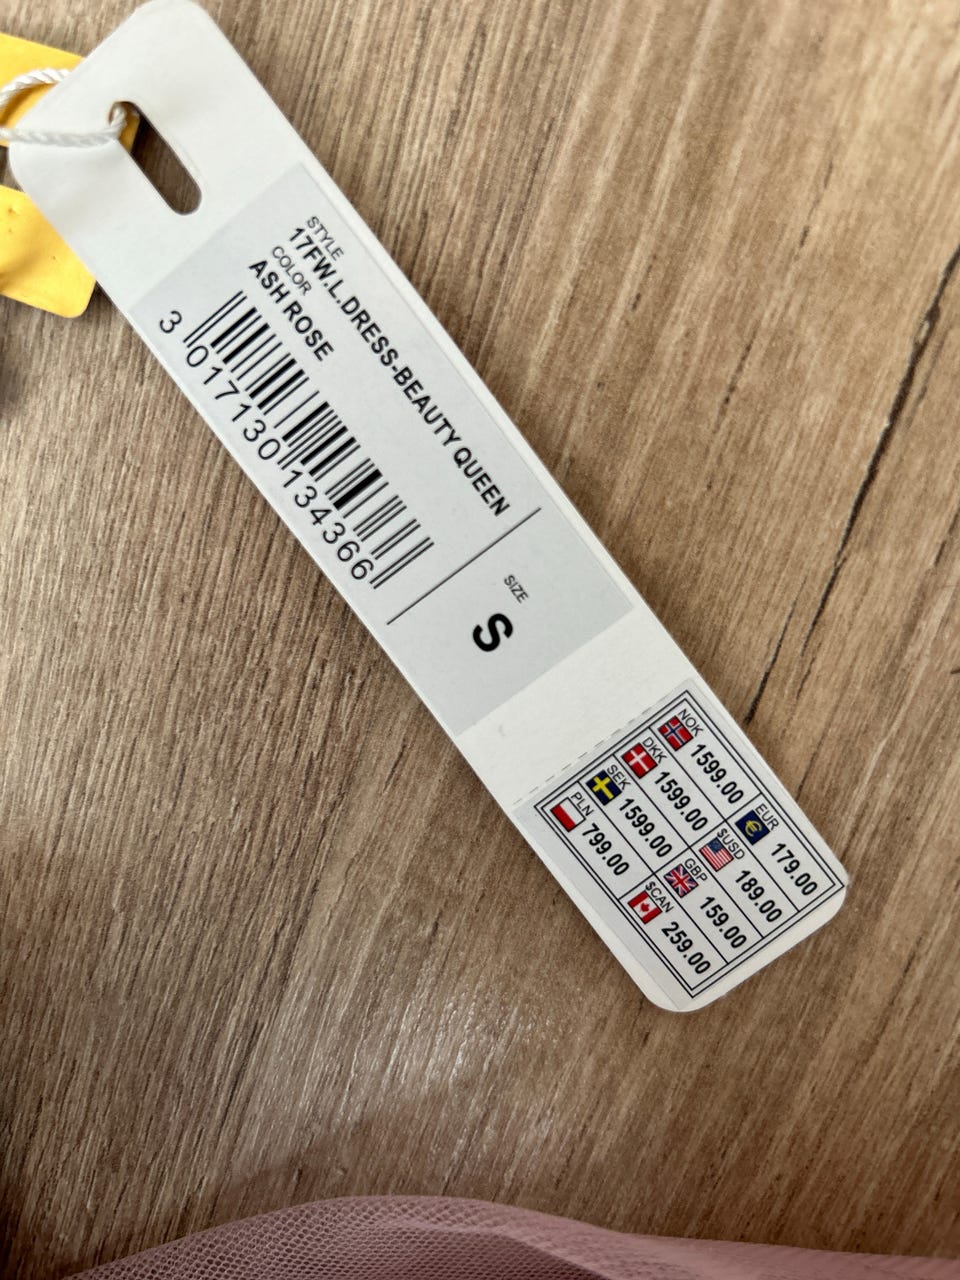 STYLE
17FW.L.DRESS-BEAUTY QUEEN
COLOR
ASH ROSE
3 017130 134366
SIZE
S
NOK 1599.00
EUR 179.00
DKK 1599.00
$USD 189.00
SEK 1599.00
GBP 159.00
PLN 799.00
$CAN 259.00